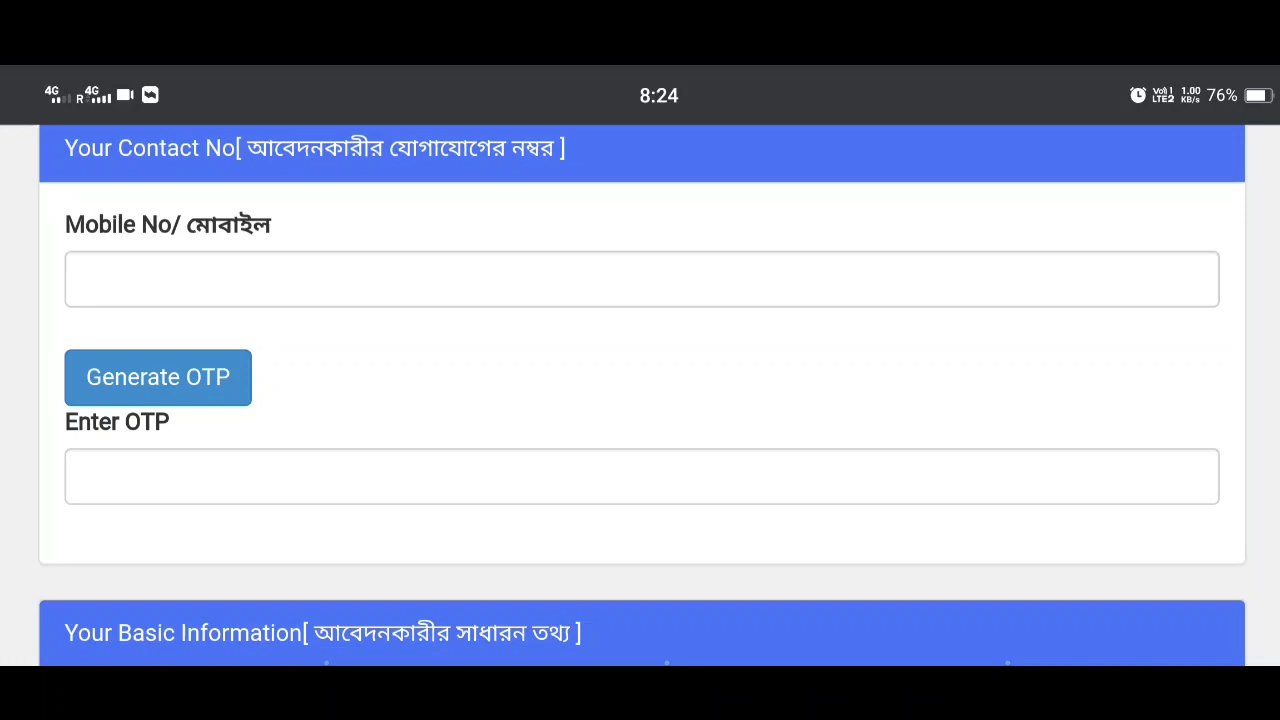 4G R 4G 8:24 Vo) 1 LTE2 1.00 KB/s 76%
Your Contact No[ আবেদনকারীর যোগাযোগের নম্বর ]
Mobile No/ মোবাইল
Generate OTP
Enter OTP
Your Basic Information[ আবেদনকারীর সাধারন তথ্য ]